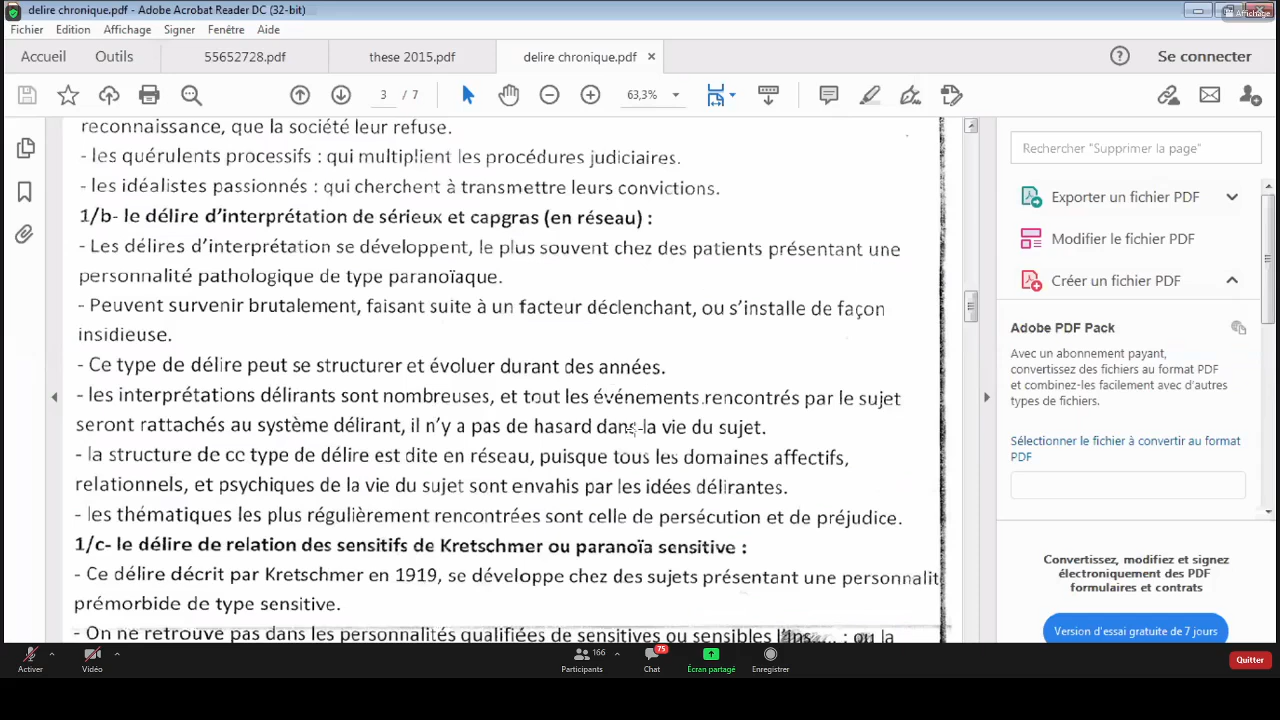 delire chronique.pdf - Adobe Acrobat Reader DC (32-bit)
Affichage
Fichier Edition Affichage Signer Fenêtre Aide
Accueil Outils 55652728.pdf these 2015.pdf delire chronique.pdf × Se connecter
3 / 7 63,3%
reconnaissance, que la société leur refuse.
- les quérulents processifs : qui multiplient les procédures judiciaires.
- les idéalistes passionnés : qui cherchent à transmettre leurs convictions.
1/b- le délire d'interprétation de sérieux et capgras (en réseau) :
- Les délires d'interprétation se développent, le plus souvent chez des patients présentant une
personnalité pathologique de type paranoïaque.
- Peuvent survenir brutalement, faisant suite à un facteur déclenchant, ou s'installe de façon
insidieuse.
- Ce type de délire peut se structurer et évoluer durant des années.
- les interprétations délirants sont nombreuses, et tout les événements rencontrés par le sujet
seront rattachés au système délirant, il n'y a pas de hasard dans la vie du sujet.
- la structure de ce type de délire est dite en réseau, puisque tous les domaines affectifs,
relationnels, et psychiques de la vie du sujet sont envahis par les idées délirantes.
- les thématiques les plus régulièrement rencontrées sont celle de persécution et de préjudice.
1/c- le délire de relation des sensitifs de Kretschmer ou paranoïa sensitive :
- Ce délire décrit par Kretschmer en 1919, se développe chez des sujets présentant une personnalit
prémorbide de type sensitive.
- On ne retrouve pas dans les personnalités qualifiées de sensitives ou sensibles : ou la
Rechercher "Supprimer la page"
Exporter un fichier PDF
Modifier le fichier PDF
Créer un fichier PDF
Adobe PDF Pack
Avec un abonnement payant,
convertissez des fichiers au format PDF
et combinez-les facilement avec d'autres
types de fichiers.
Sélectionner le fichier à convertir au format
PDF
Convertissez, modifiez et signez
électroniquement des PDF
formulaires et contrats
Version d'essai gratuite de 7 jours
Activer Vidéo Participants 166 Chat 75 Écran partagé Enregistrer Quitter